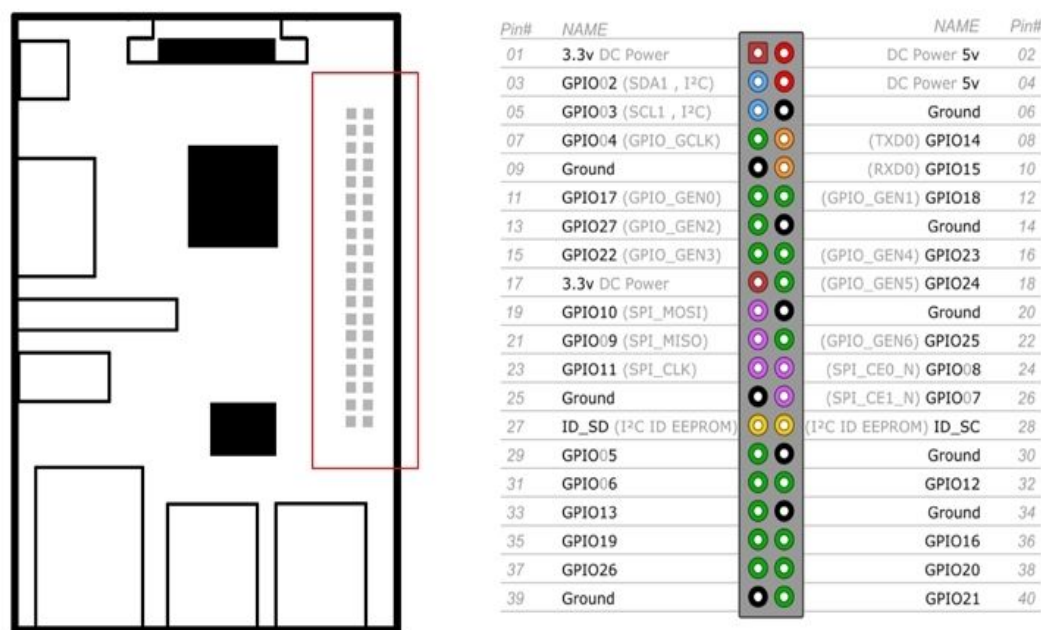 Pin# NAME NAME Pin#
01 3.3v DC Power DC Power 5v 02
03 GPIO02 (SDA1 , I²C) DC Power 5v 04
05 GPIO03 (SCL1 , I²C) Ground 06
07 GPIO04 (GPIO_GCLK) (TXD0) GPIO14 08
09 Ground (RXD0) GPIO15 10
11 GPIO17 (GPIO_GEN0) (GPIO_GEN1) GPIO18 12
13 GPIO27 (GPIO_GEN2) Ground 14
15 GPIO22 (GPIO_GEN3) (GPIO_GEN4) GPIO23 16
17 3.3v DC Power (GPIO_GEN5) GPIO24 18
19 GPIO10 (SPI_MOSI) Ground 20
21 GPIO09 (SPI_MISO) (GPIO_GEN6) GPIO25 22
23 GPIO11 (SPI_CLK) (SPI_CE0_N) GPIO08 24
25 Ground (SPI_CE1_N) GPIO07 26
27 ID_SD (I²C ID EEPROM) (I²C ID EEPROM) ID_SC 28
29 GPIO05 Ground 30
31 GPIO06 GPIO12 32
33 GPIO13 Ground 34
35 GPIO19 GPIO16 36
37 GPIO26 GPIO20 38
39 Ground GPIO21 40